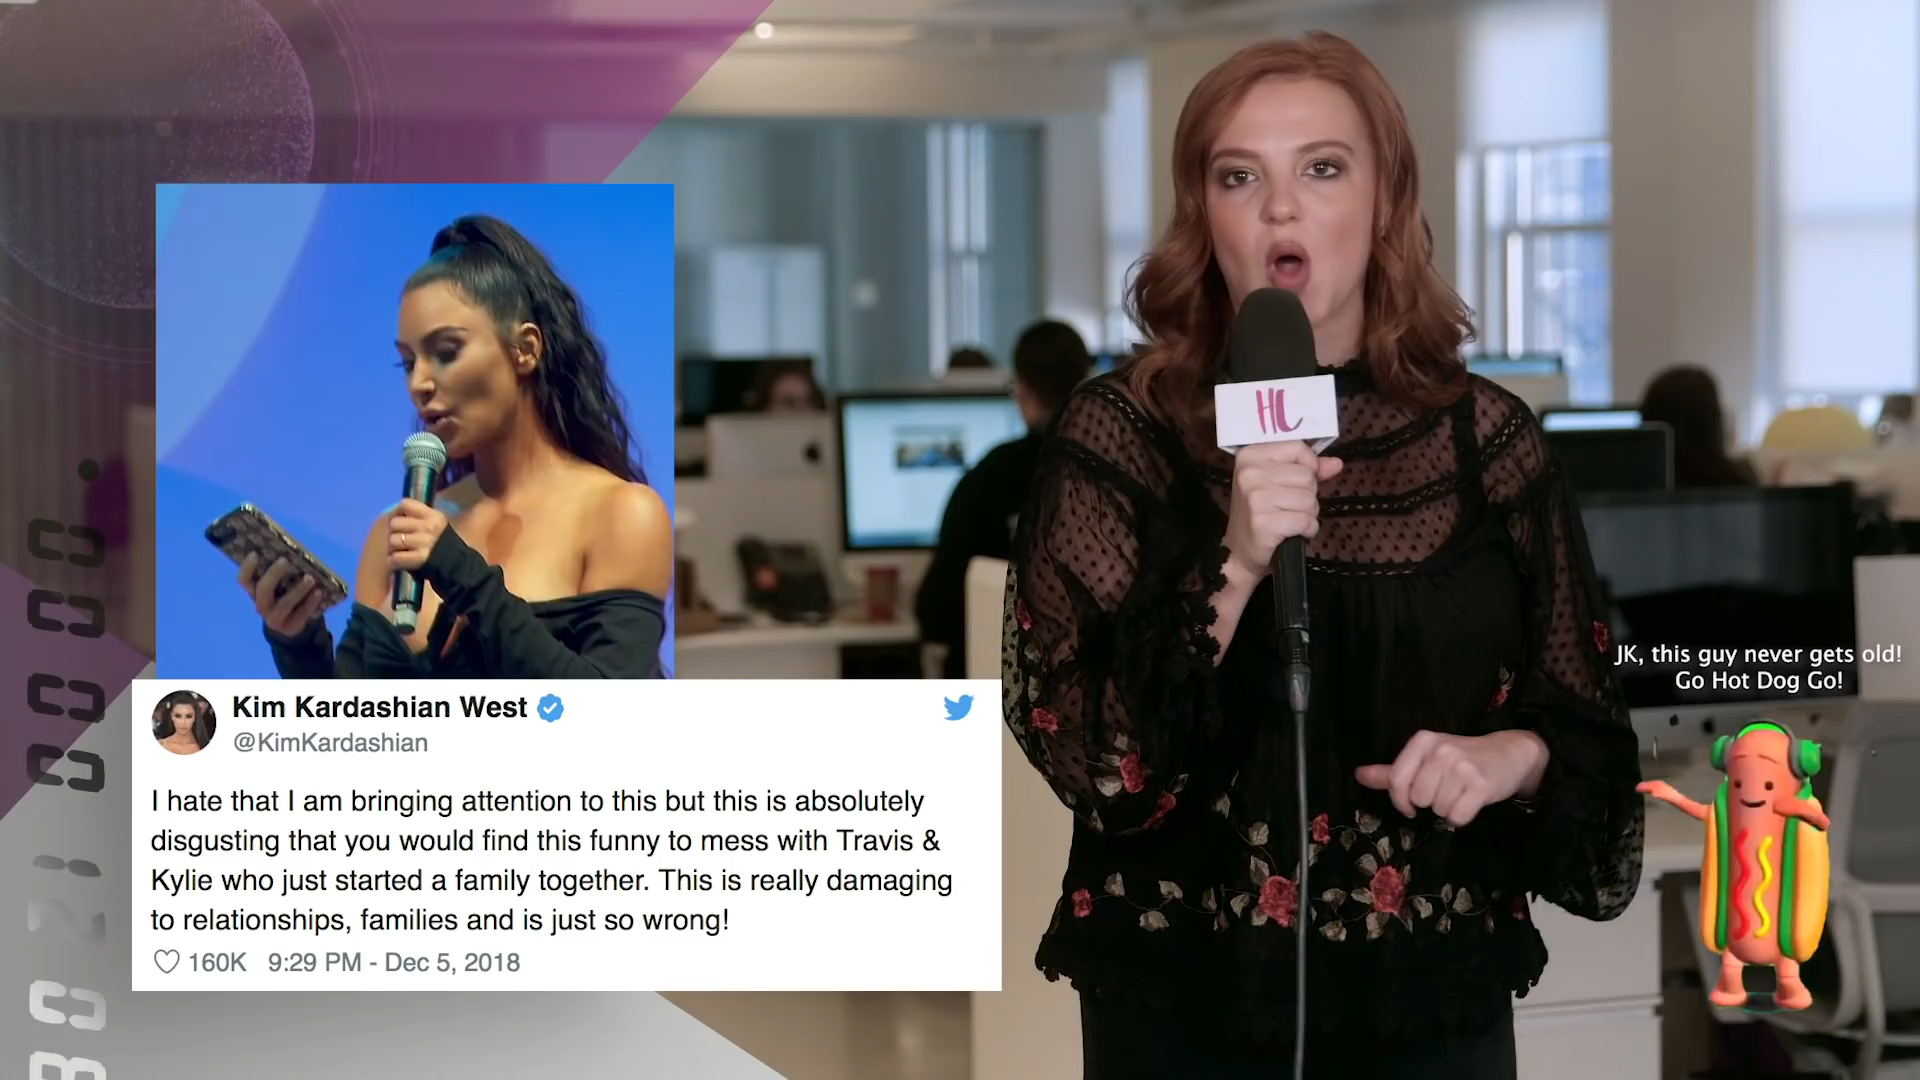 HC
Kim Kardashian West
@KimKardashian
I hate that I am bringing attention to this but this is absolutely
disgusting that you would find this funny to mess with Travis &
Kylie who just started a family together. This is really damaging
to relationships, families and is just so wrong!
160K 9:29 PM - Dec 5, 2018
JK, this guy never gets old!
Go Hot Dog Go!